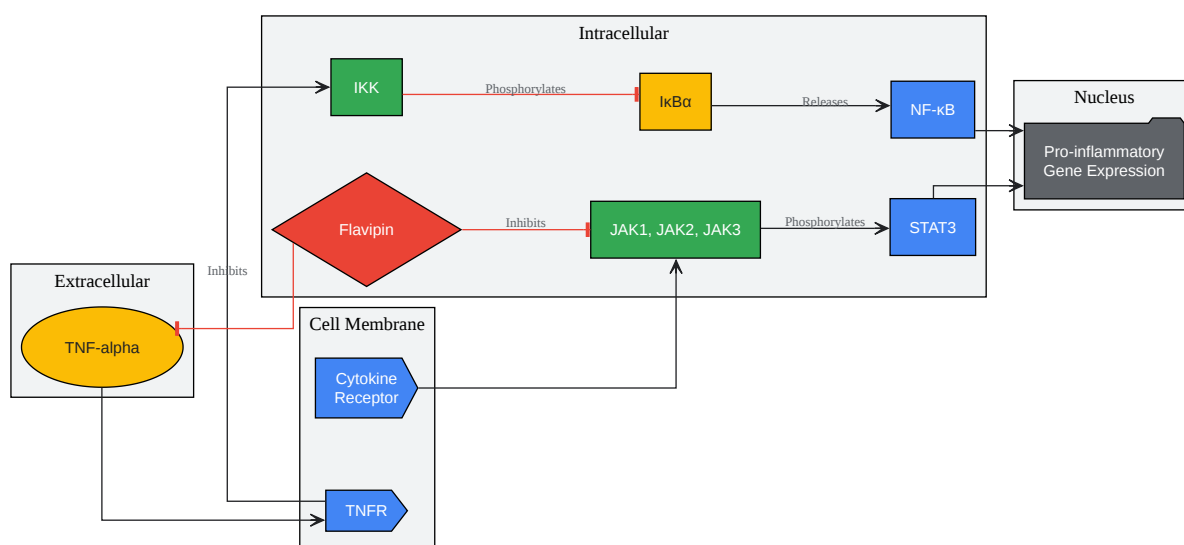 Intracellular
IKK
Phosphorylates
IκBα
Releases
NF-κB
Nucleus
Pro-inflammatory
Gene Expression
Flavipin
Inhibits
JAK1, JAK2, JAK3
Phosphorylates
STAT3
Extracellular
Inhibits
TNF-alpha
Cell Membrane
Cytokine
Receptor
TNFR